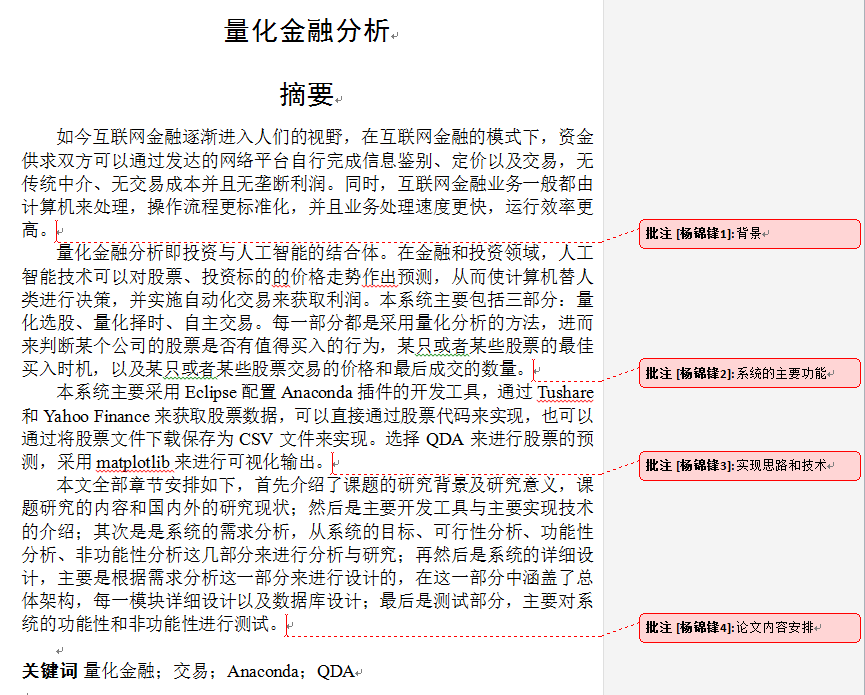 量化金融分析
摘要
如今互联网金融逐渐进入人们的视野，在互联网金融的模式下，资金
供求双方可以通过发达的网络平台自行完成信息鉴别、定价以及交易，无
传统中介、无交易成本并且无垄断利润。同时，互联网金融业务一般都由
计算机来处理，操作流程更标准化，并且业务处理速度更快，运行效率更
高。
批注 [杨锦锋1]:背景
量化金融分析即投资与人工智能的结合体。在金融和投资领域，人工
智能技术可以对股票、投资标的的价格走势作出预测，从而使计算机替人
类进行决策，并实施自动化交易来获取利润。本系统主要包括三部分：量
化选股、量化择时、自主交易。每一部分都是采用量化分析的方法，进而
来判断某个公司的股票是否有值得买入的行为，某只或者某些股票的最佳
买入时机，以及某只或者某些股票交易的价格和最后成交的数量。
批注 [杨锦锋2]:系统的主要功能
本系统主要采用 Eclipse 配置 Anaconda 插件的开发工具，通过 Tushare
和 Yahoo Finance 来获取股票数据，可以直接通过股票代码来实现，也可以
通过将股票文件下载保存为 CSV 文件来实现。选择 QDA 来进行股票的预
测，采用 matplotlib 来进行可视化输出。
批注 [杨锦锋3]:实现思路和技术
本文全部章节安排如下，首先介绍了课题的研究背景及研究意义，课
题研究的内容和国内外的研究现状；然后是主要开发工具与主要实现技术
的介绍；其次是是系统的需求分析，从系统的目标、可行性分析、功能性
分析、非功能性分析这几部分来进行分析与研究；再然后是系统的详细设
计，主要是根据需求分析这一部分来进行设计的，在这一部分中涵盖了总
体架构，每一模块详细设计以及数据库设计；最后是测试部分，主要对系
统的功能性和非功能性进行测试。
批注 [杨锦锋4]:论文内容安排
关键词 量化金融；交易；Anaconda；QDA